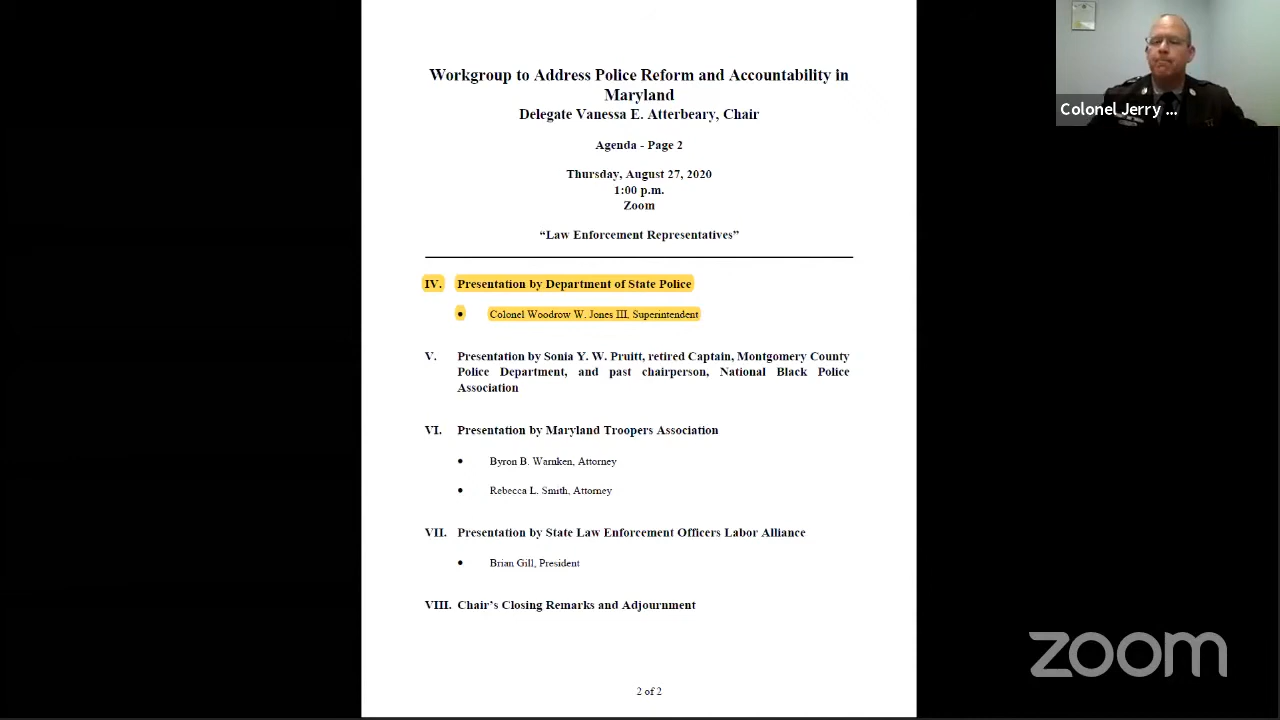 Workgroup to Address Police Reform and Accountability in
Maryland
Delegate Vanessa E. Atterbeary, Chair
Agenda - Page 2
Thursday, August 27, 2020
1:00 p.m.
Zoom
“Law Enforcement Representatives”
IV. Presentation by Department of State Police
• Colonel Woodrow W. Jones III, Superintendent
V. Presentation by Sonia Y. W. Pruitt, retired Captain, Montgomery County
Police Department, and past chairperson, National Black Police
Association
VI. Presentation by Maryland Troopers Association
• Byron B. Warnken, Attorney
• Rebecca L. Smith, Attorney
VII. Presentation by State Law Enforcement Officers Labor Alliance
• Brian Gill, President
VIII. Chair’s Closing Remarks and Adjournment
2 of 2
Colonel Jerry ...
zoom